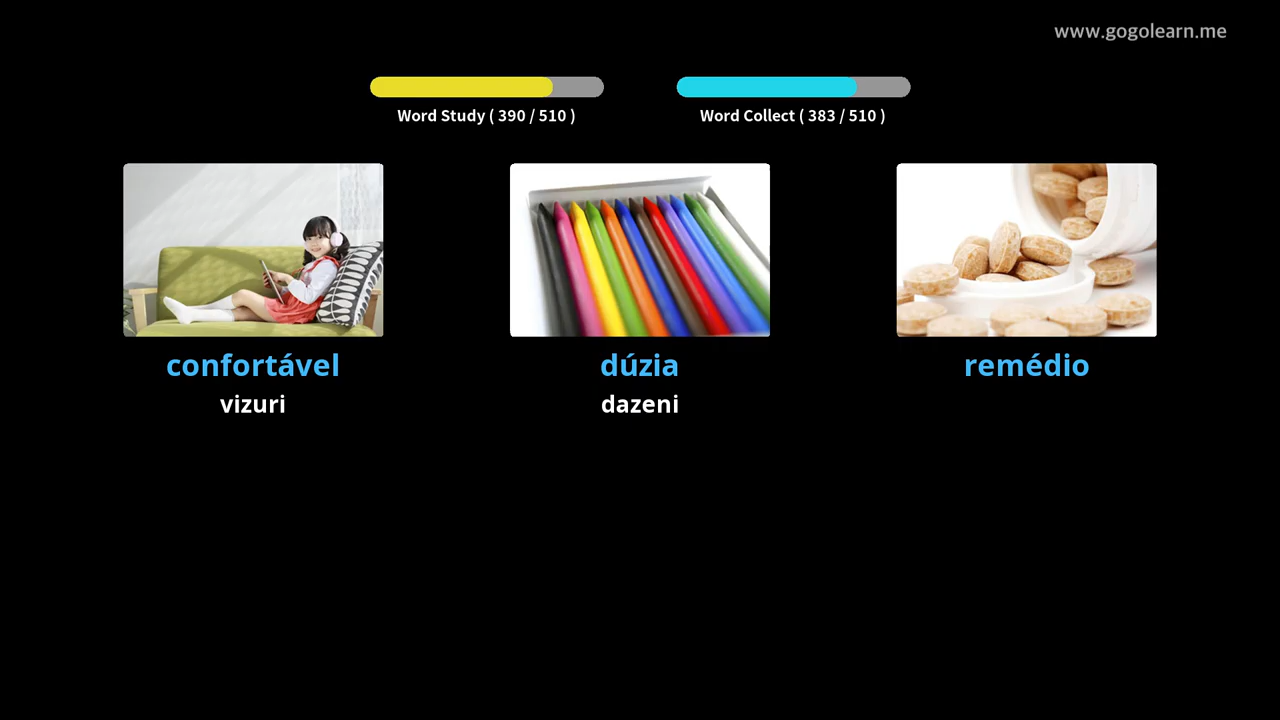 www.gogolearn.me
Word Study ( 390 / 510 )
Word Collect ( 383 / 510 )
confortável
vizuri
dúzia
dazeni
remédio